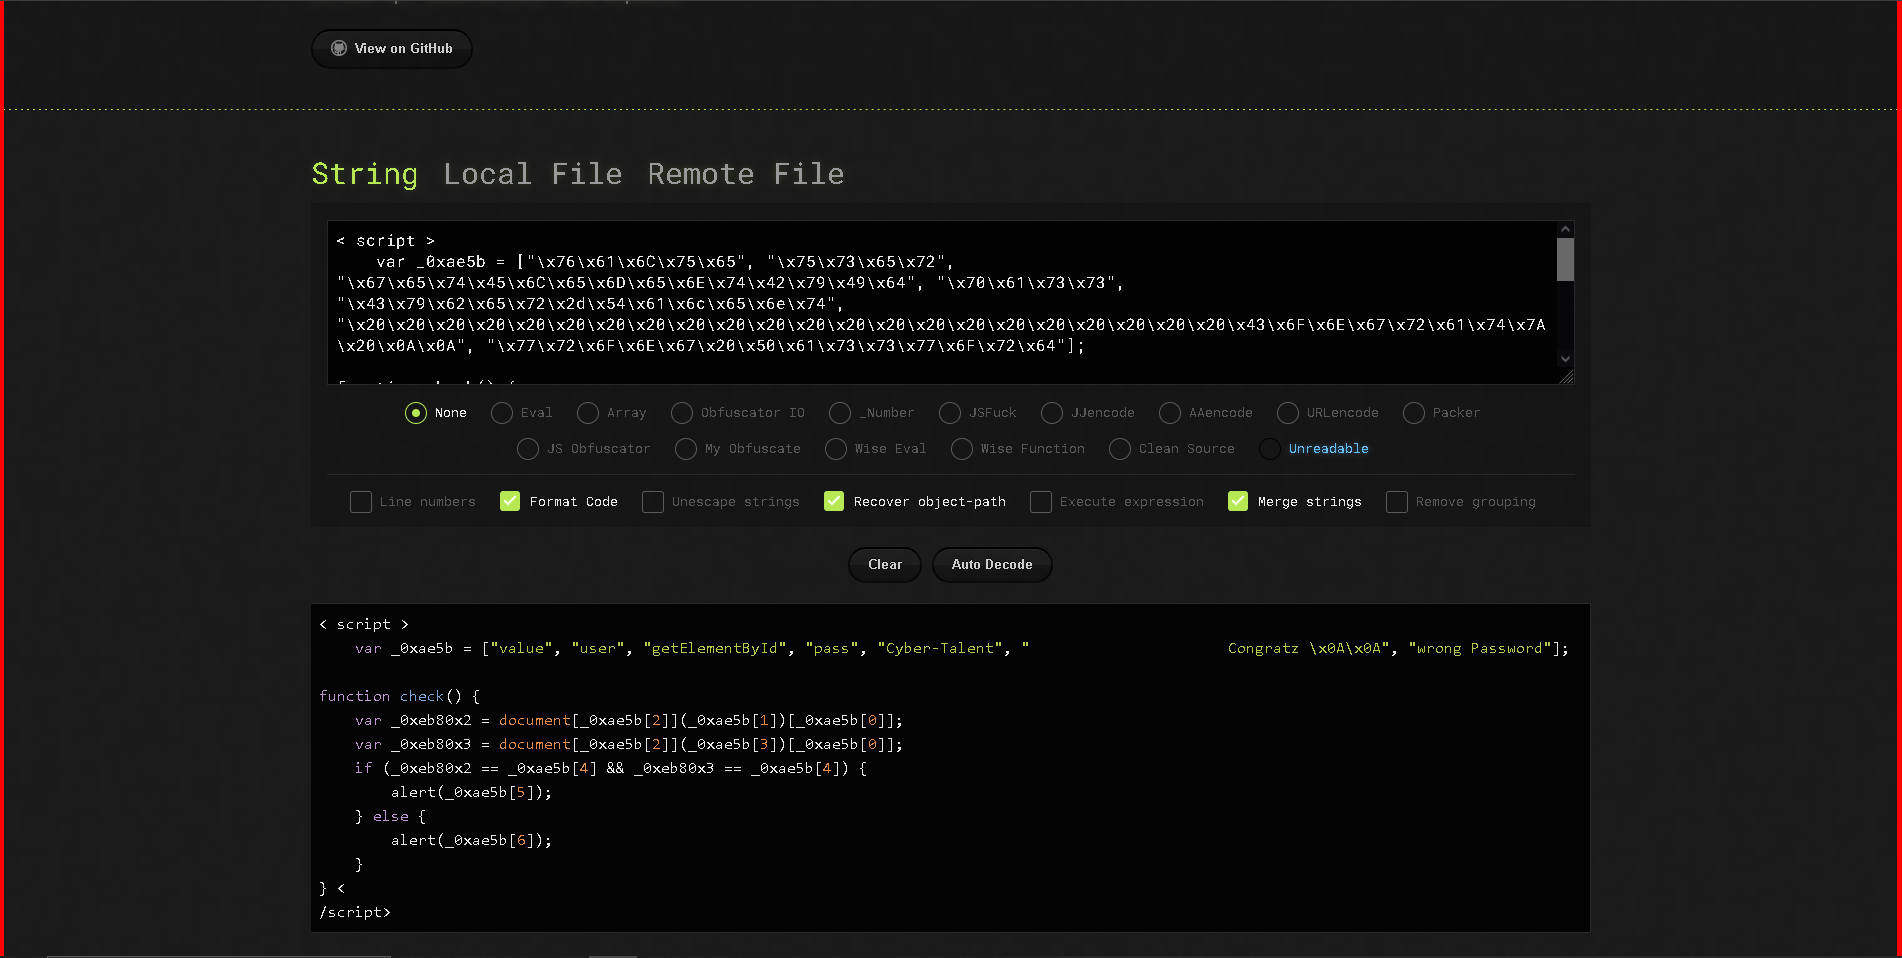 View on GitHub
String Local File Remote File
< script >
    var _0xae5b = ["\x76\x61\x6C\x75\x65", "\x75\x73\x65\x72",
"\x67\x65\x74\x45\x6C\x65\x6D\x65\x6E\x74\x42\x79\x49\x64", "\x70\x61\x73\x73",
"\x43\x79\x62\x65\x72\x2d\x54\x61\x6c\x65\x6e\x74",
"\x20\x20\x20\x20\x20\x20\x20\x20\x20\x20\x20\x20\x20\x20\x20\x20\x20\x20\x20\x20\x20\x20\x43\x6F\x6E\x67\x72\x61\x74\x7A
\x20\x0A\x0A", "\x77\x72\x6F\x6E\x67\x20\x50\x61\x73\x73\x77\x6F\x72\x64"];
None Eval Array Obfuscator IO _Number JSFuck JJencode AAencode URLencode Packer
JS Obfuscator My Obfuscate Wise Eval Wise Function Clean Source Unreadable
Line numbers Format Code Unescape strings Recover object-path Execute expression Merge strings Remove grouping
Clear Auto Decode
< script >
    var _0xae5b = ["value", "user", "getElementById", "pass", "Cyber-Talent", "                      Congratz \x0A\x0A", "wrong Password"];
function check() {
    var _0xeb80x2 = document[_0xae5b[2]](_0xae5b[1])[_0xae5b[0]];
    var _0xeb80x3 = document[_0xae5b[2]](_0xae5b[3])[_0xae5b[0]];
    if (_0xeb80x2 == _0xae5b[4] && _0xeb80x3 == _0xae5b[4]) {
        alert(_0xae5b[5]);
    } else {
        alert(_0xae5b[6]);
    }
} <
/script>